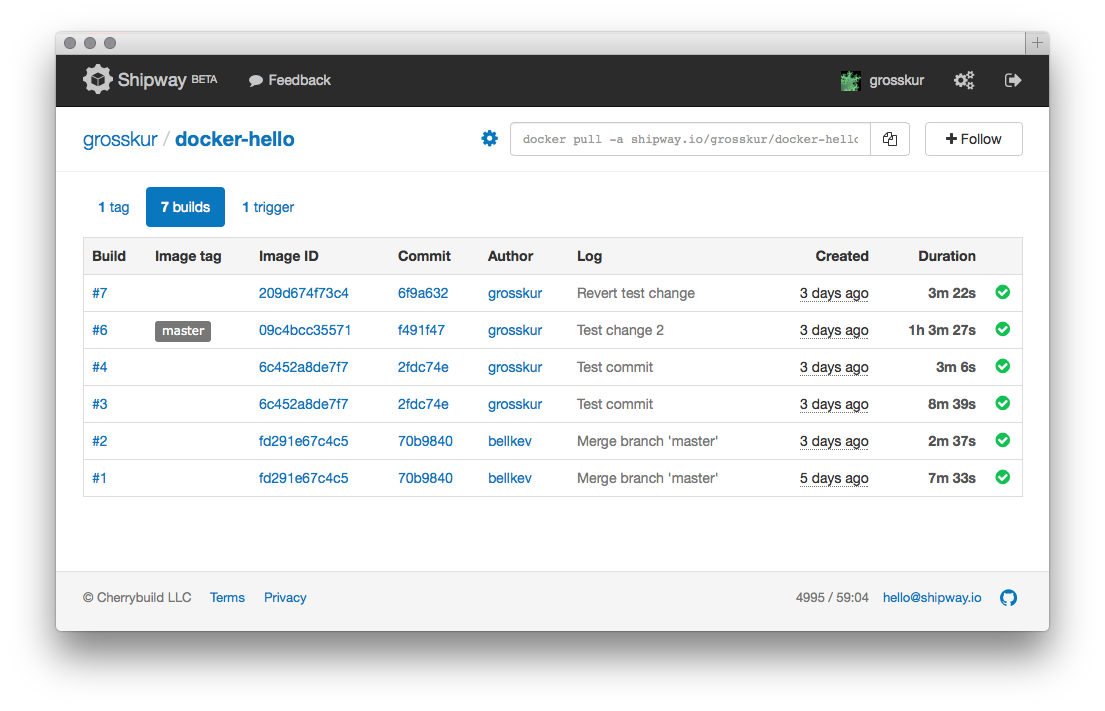 Shipway BETA Feedback grosskur
grosskur / docker-hello docker pull -a shipway.io/grosskur/docker-hello + Follow
1 tag 7 builds 1 trigger
Build Image tag Image ID Commit Author Log Created Duration
#7 209d674f73c4 6f9a632 grosskur Revert test change 3 days ago 3m 22s
#6 master 09c4bcc35571 f491f47 grosskur Test change 2 3 days ago 1h 3m 27s
#4 6c452a8de7f7 2fdc74e grosskur Test commit 3 days ago 3m 6s
#3 6c452a8de7f7 2fdc74e grosskur Test commit 3 days ago 8m 39s
#2 fd291e67c4c5 70b9840 bellkev Merge branch 'master' 3 days ago 2m 37s
#1 fd291e67c4c5 70b9840 bellkev Merge branch 'master' 5 days ago 7m 33s
© Cherrybuild LLC Terms Privacy 4995 / 59:04 hello@shipway.io